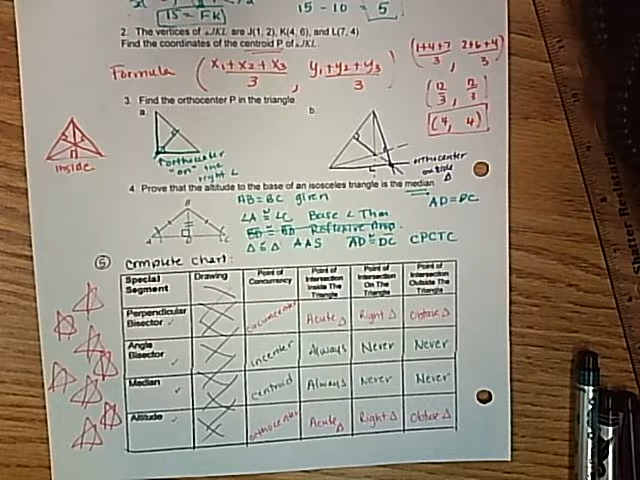 15 = FK
15 - 10 = 5
2. The vertices of ⊿JKL are J(1, 2), K(4, 6), and L(7, 4)
Find the coordinates of the centroid P of ⊿JKL
Formula (x₁+x₂+x₃/3 , y₁+y₂+y₃/3)
(1+4+7/3 , 2+6+4/3)
(12/3 , 12/3)
(4, 4)
3. Find the orthocenter P in the triangle
a.
b.
inside
orthocenter
"on" the
right ∠
orthocenter
outside
Δ
4. Prove that the altitude to the base of an isosceles triangle is the median
AB = BC given
AD = DC
∠A ≅ ∠C Base ∠ Thm
BD ≅ BD Reflexive Prop.
Δ ≅ Δ AAS AD ≅ DC CPCTC
B
A D C
⑤ complete chart:
Special Segment
Drawing
Point of Concurrency
Point of Intersection Inside The Triangle
Point of Intersection On The Triangle
Point of Intersection Outside The Triangle
Perpendicular Bisector ✓ circumcenter Acute Δ Right Δ Obtuse Δ
Angle Bisector ✓ incenter Always Never Never
Median ✓ centroid Always Never Never
Altitude ✓ orthocenter Acute Δ Right Δ Obtuse Δ